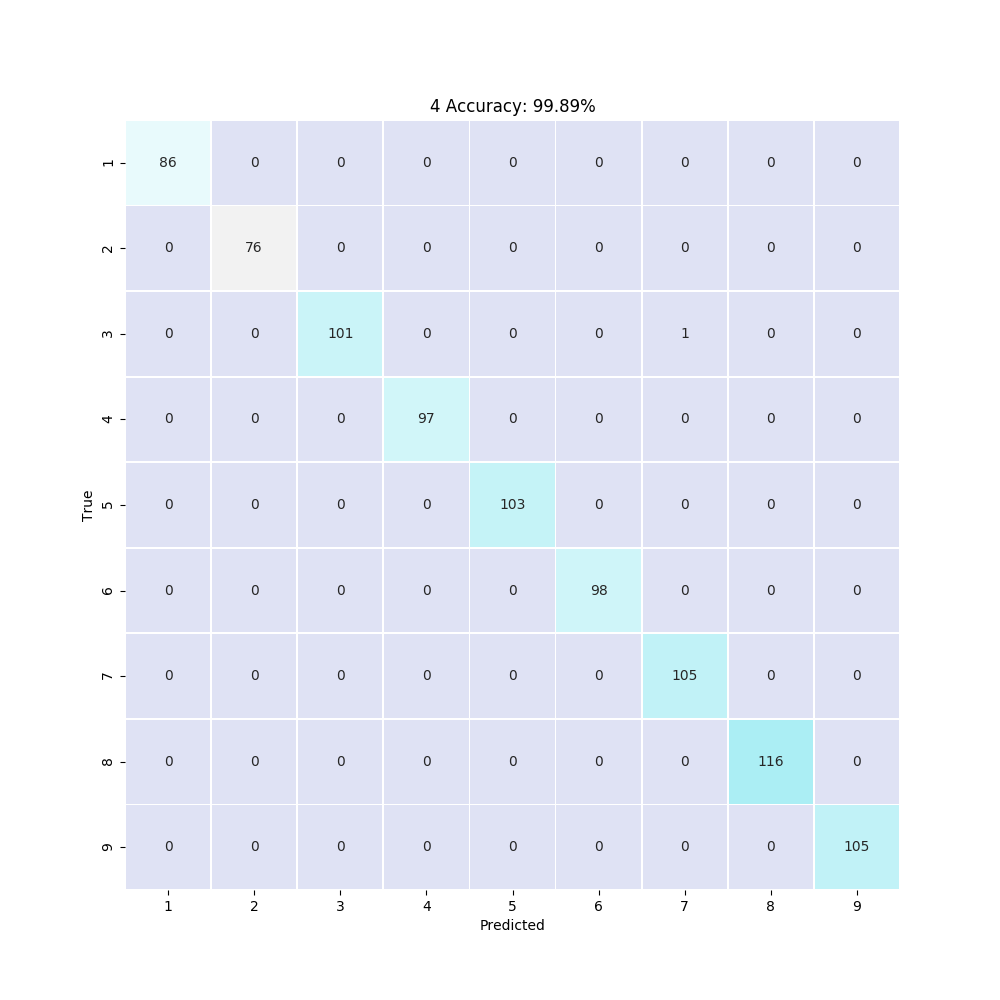 4 Accuracy: 99.89%
1 86 0 0 0 0 0 0 0 0
2 0 76 0 0 0 0 0 0 0
3 0 0 101 0 0 0 1 0 0
4 0 0 0 97 0 0 0 0 0
True
5 0 0 0 0 103 0 0 0 0
6 0 0 0 0 0 98 0 0 0
7 0 0 0 0 0 0 105 0 0
8 0 0 0 0 0 0 0 116 0
9 0 0 0 0 0 0 0 0 105
1 2 3 4 5 6 7 8 9
Predicted